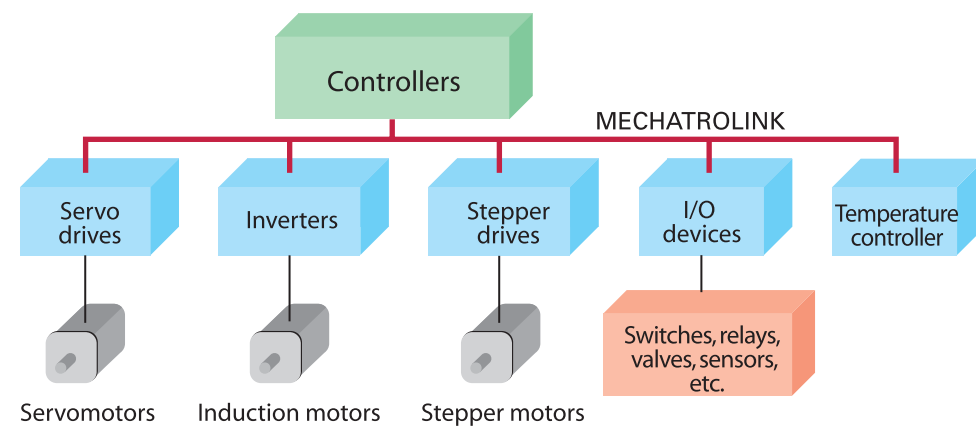 Controllers
MECHATROLINK
Servo
drives
Inverters
Stepper
drives
I/O
devices
Temperature
controller
Switches, relays,
valves, sensors,
etc.
Servomotors
Induction motors
Stepper motors